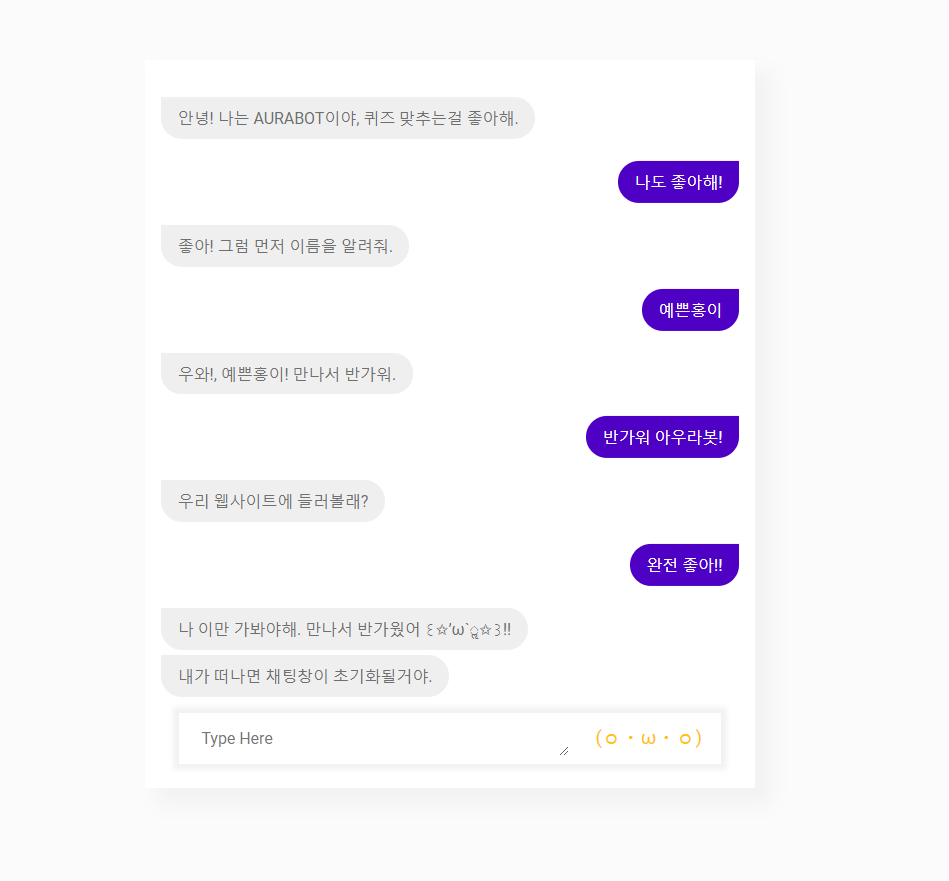 안녕! 나는 AURABOT이야, 퀴즈 맞추는걸 좋아해.
나도 좋아해!
좋아! 그럼 먼저 이름을 알려줘.
예쁜홍이
우와!, 예쁜홍이! 만나서 반가워.
반가워 아우라봇!
우리 웹사이트에 들러볼래?
완전 좋아!!
나 이만 가봐야해. 만나서 반가웠어 ꒰✩’ω`ૢ✩꒱!!
내가 떠나면 채팅창이 초기화될거야.
Type Here (ㅇ・ω・ㅇ)